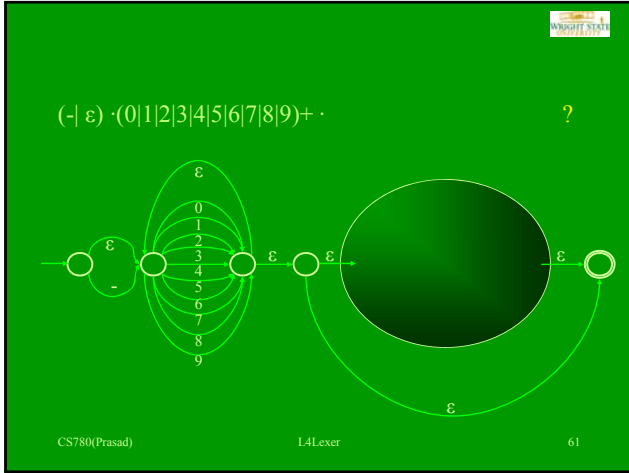 WRIGHT STATE
UNIVERSITY
(-| ε) ·(0|1|2|3|4|5|6|7|8|9)+ · ?
ε
0
1
2
3
4
5
6
7
8
9
ε
-
ε
ε
ε
ε
CS780(Prasad) L4Lexer 61